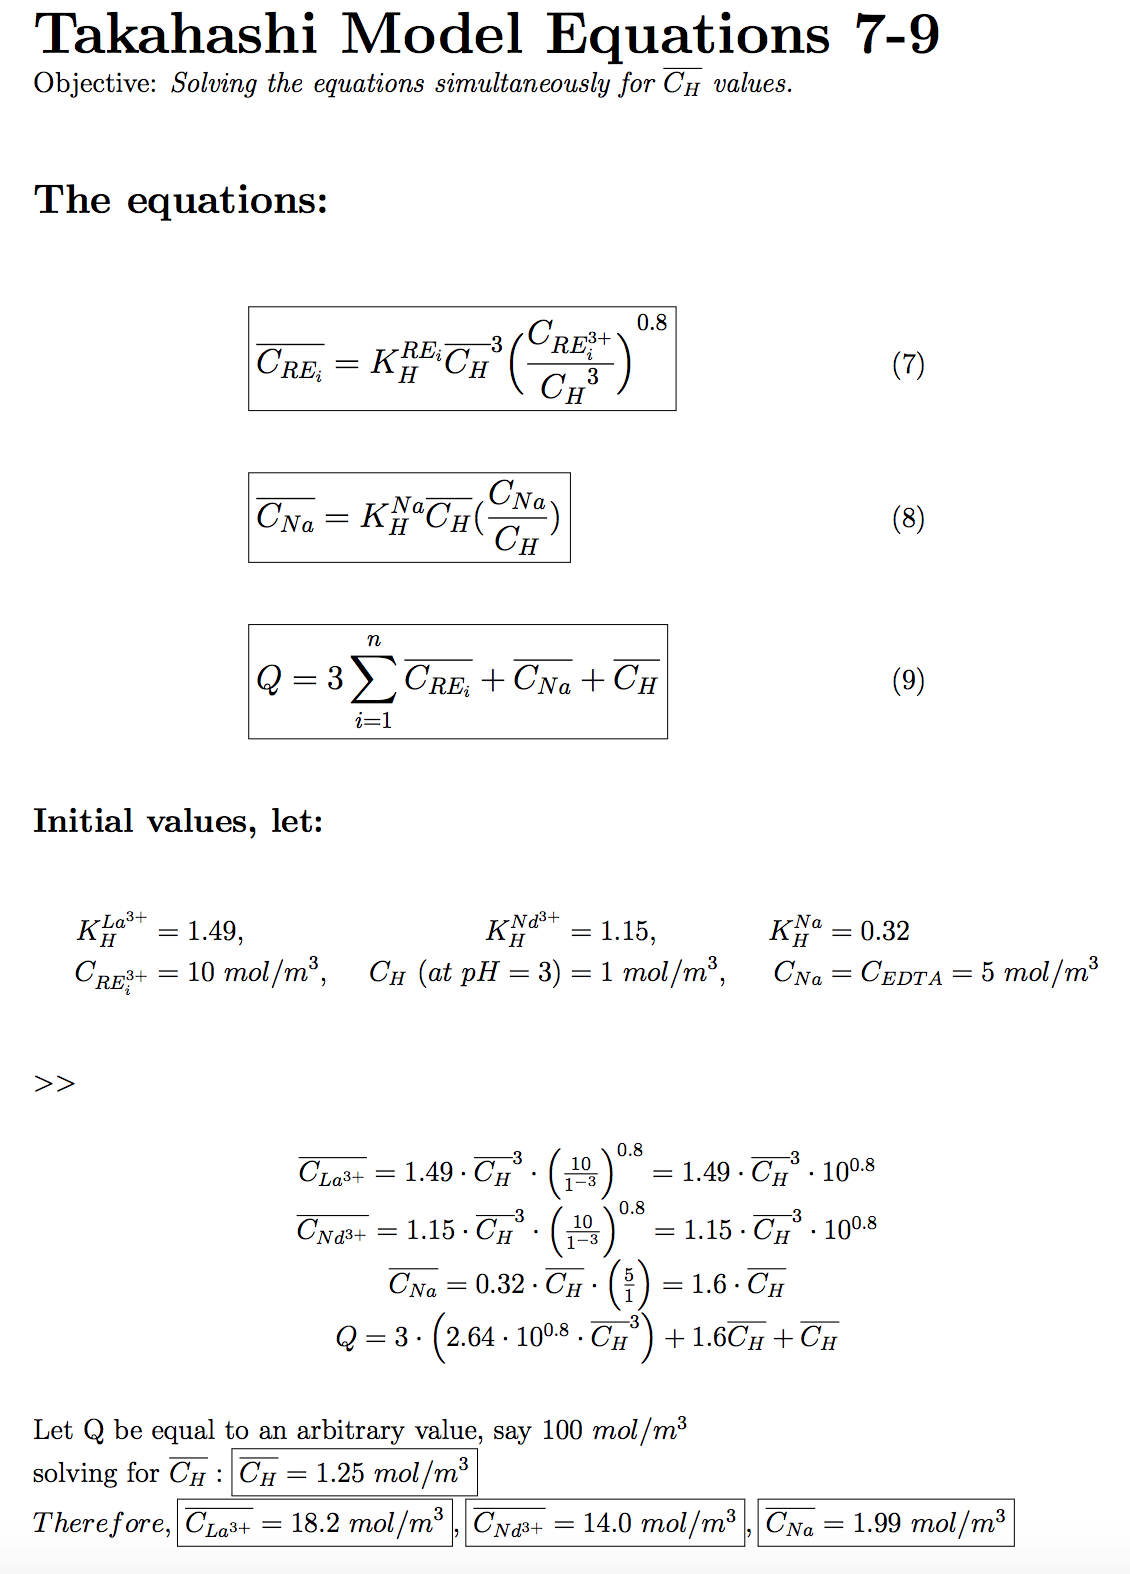 Takahashi Model Equations 7-9
Objective: Solving the equations simultaneously for $\overline{C_H}$ values.
The equations:
$\overline{C_{RE_i}} = K_H^{RE_i} \overline{C_H}^3 \left( \frac{C_{RE_i^{3+}}}{C_H^3} \right)^{0.8}$ (7)
$\overline{C_{Na}} = K_H^{Na} \overline{C_H} ( \frac{C_{Na}}{C_H} )$ (8)
$Q = 3 \sum_{i=1}^{n} \overline{C_{RE_i}} + \overline{C_{Na}} + \overline{C_H}$ (9)
Initial values, let:
$K_H^{La^{3+}} = 1.49,$ $K_H^{Nd^{3+}} = 1.15,$ $K_H^{Na} = 0.32$
$C_{RE_i^{3+}} = 10 \ mol/m^3,$ $C_H \ (at \ pH = 3) = 1 \ mol/m^3,$ $C_{Na} = C_{EDTA} = 5 \ mol/m^3$
>>
$\overline{C_{La^{3+}}} = 1.49 \cdot \overline{C_H}^3 \cdot \left( \frac{10}{1^{-3}} \right)^{0.8} = 1.49 \cdot \overline{C_H}^3 \cdot 10^{0.8}$
$\overline{C_{Nd^{3+}}} = 1.15 \cdot \overline{C_H}^3 \cdot \left( \frac{10}{1^{-3}} \right)^{0.8} = 1.15 \cdot \overline{C_H}^3 \cdot 10^{0.8}$
$\overline{C_{Na}} = 0.32 \cdot \overline{C_H} \cdot \left( \frac{5}{1} \right) = 1.6 \cdot \overline{C_H}$
$Q = 3 \cdot \left( 2.64 \cdot 10^{0.8} \cdot \overline{C_H}^3 \right) + 1.6 \overline{C_H} + \overline{C_H}$
Let Q be equal to an arbitrary value, say 100 $mol/m^3$
solving for $\overline{C_H}$ : $\overline{C_H} = 1.25 \ mol/m^3$
Therefore, $\overline{C_{La^{3+}}} = 18.2 \ mol/m^3$, $\overline{C_{Nd^{3+}}} = 14.0 \ mol/m^3$, $\overline{C_{Na}} = 1.99 \ mol/m^3$